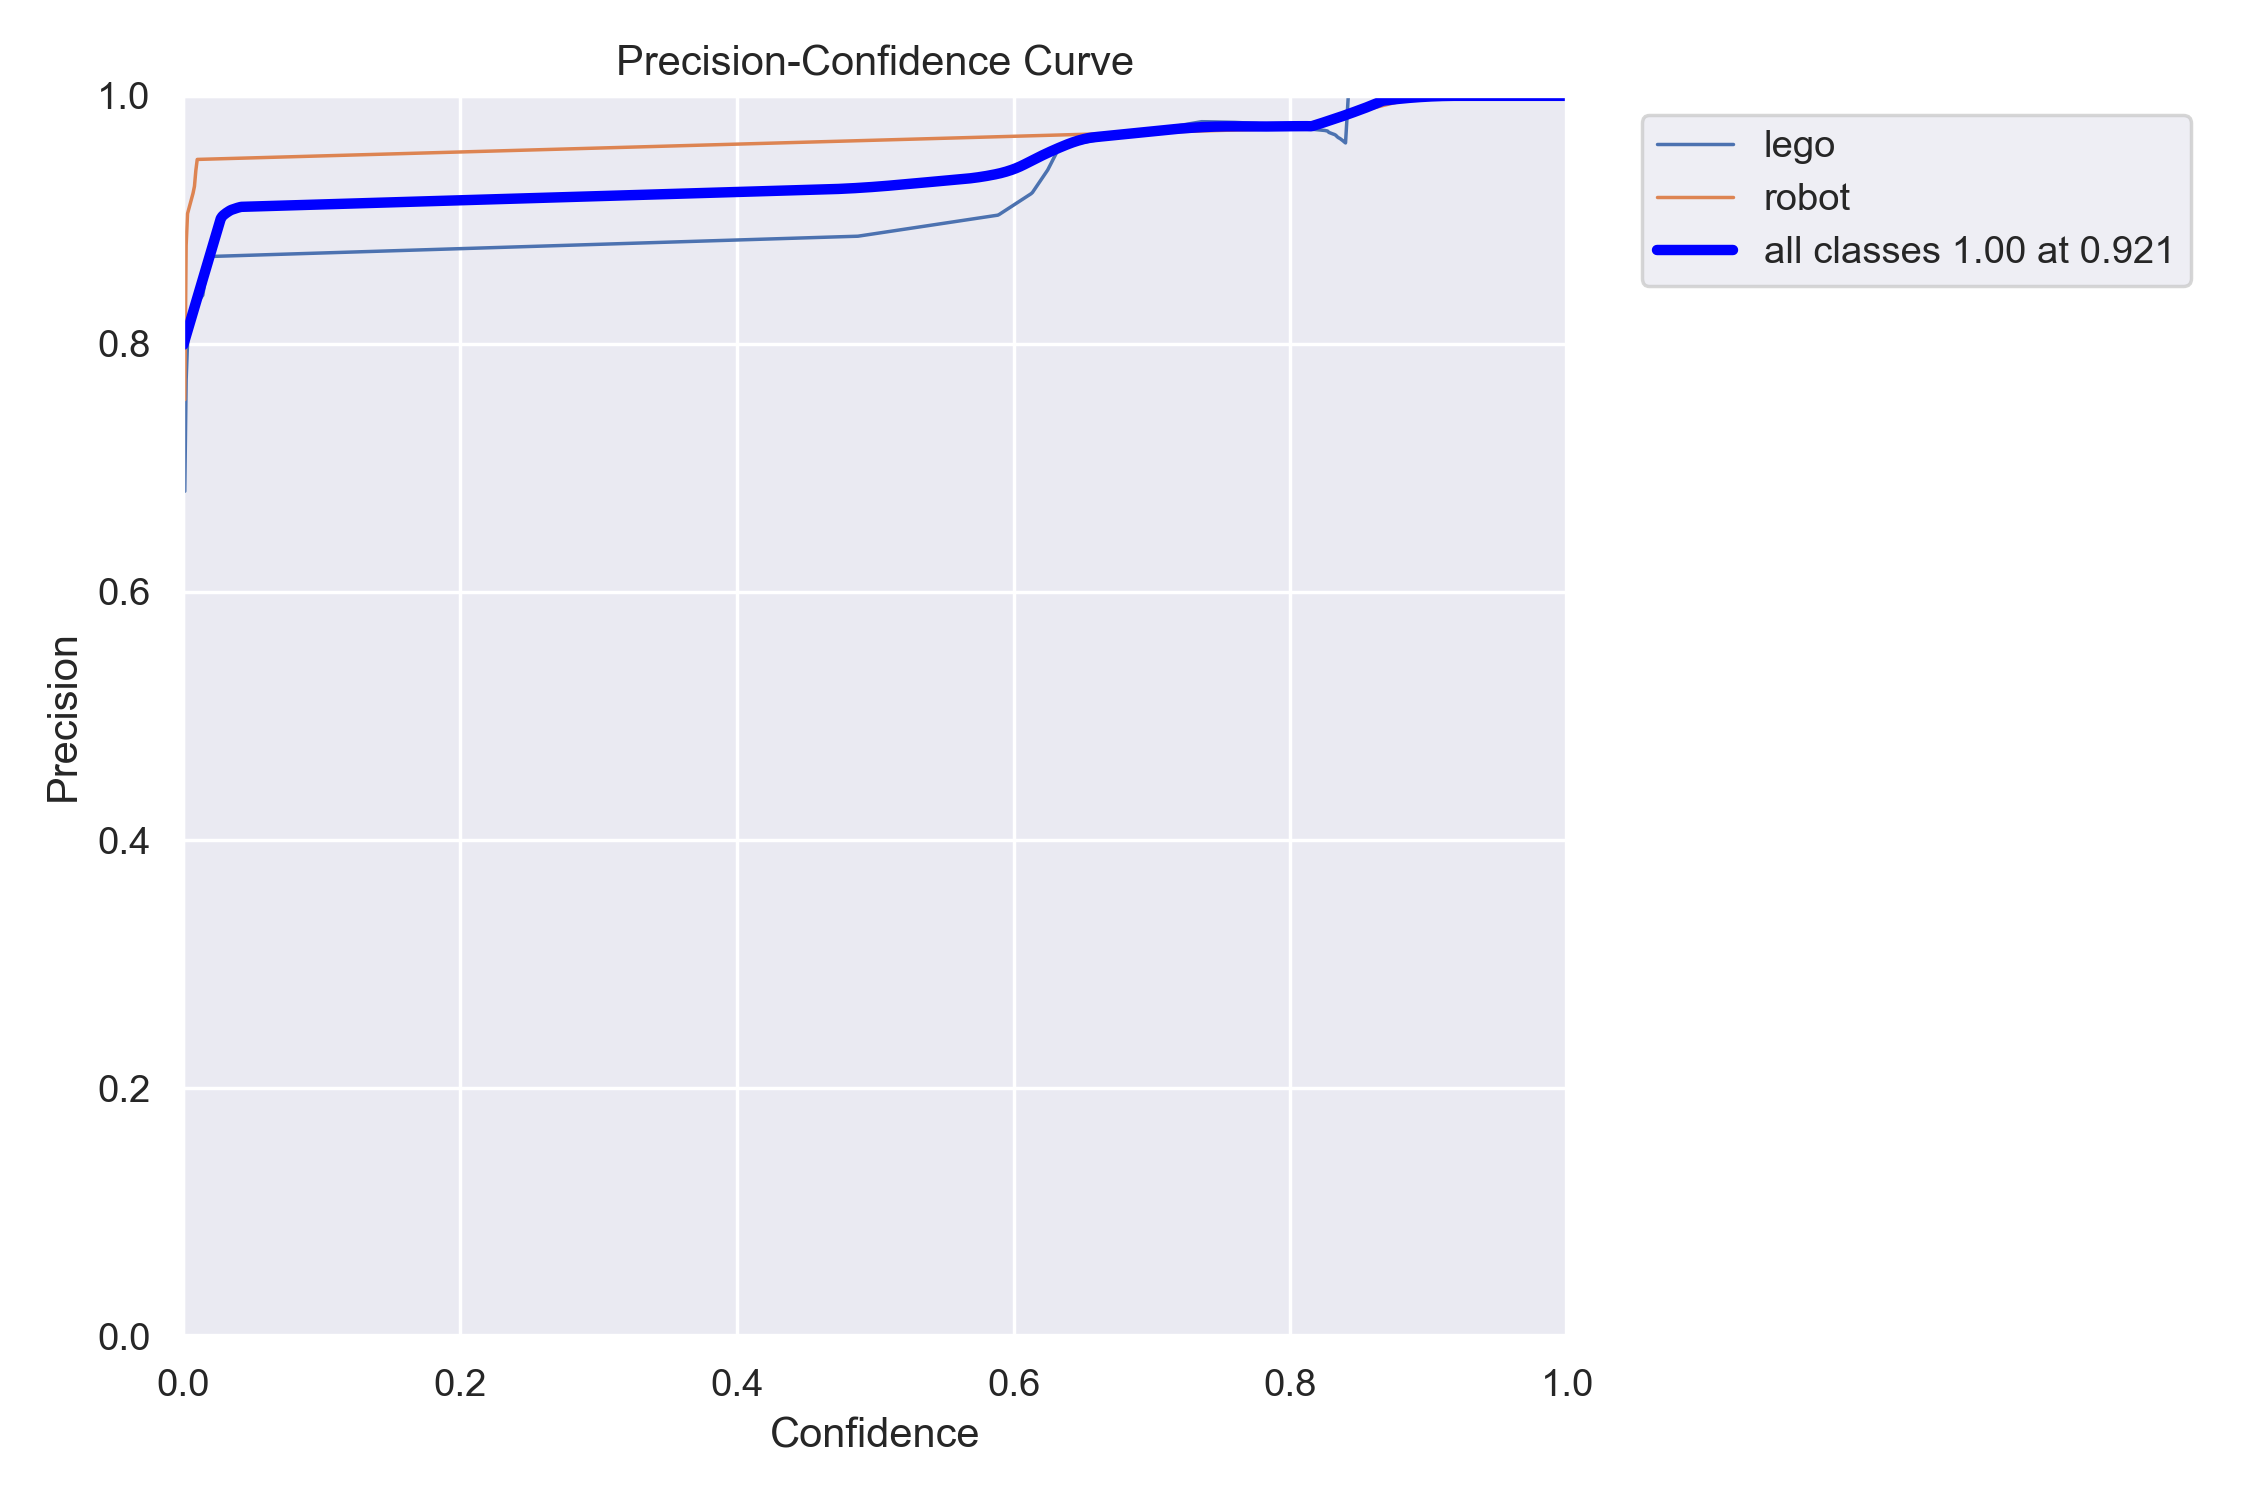 Precision-Confidence Curve
1.0
0.8
0.6
0.4
0.2
0.0
Precision
0.0 0.2 0.4 0.6 0.8 1.0
Confidence
lego
robot
all classes 1.00 at 0.921